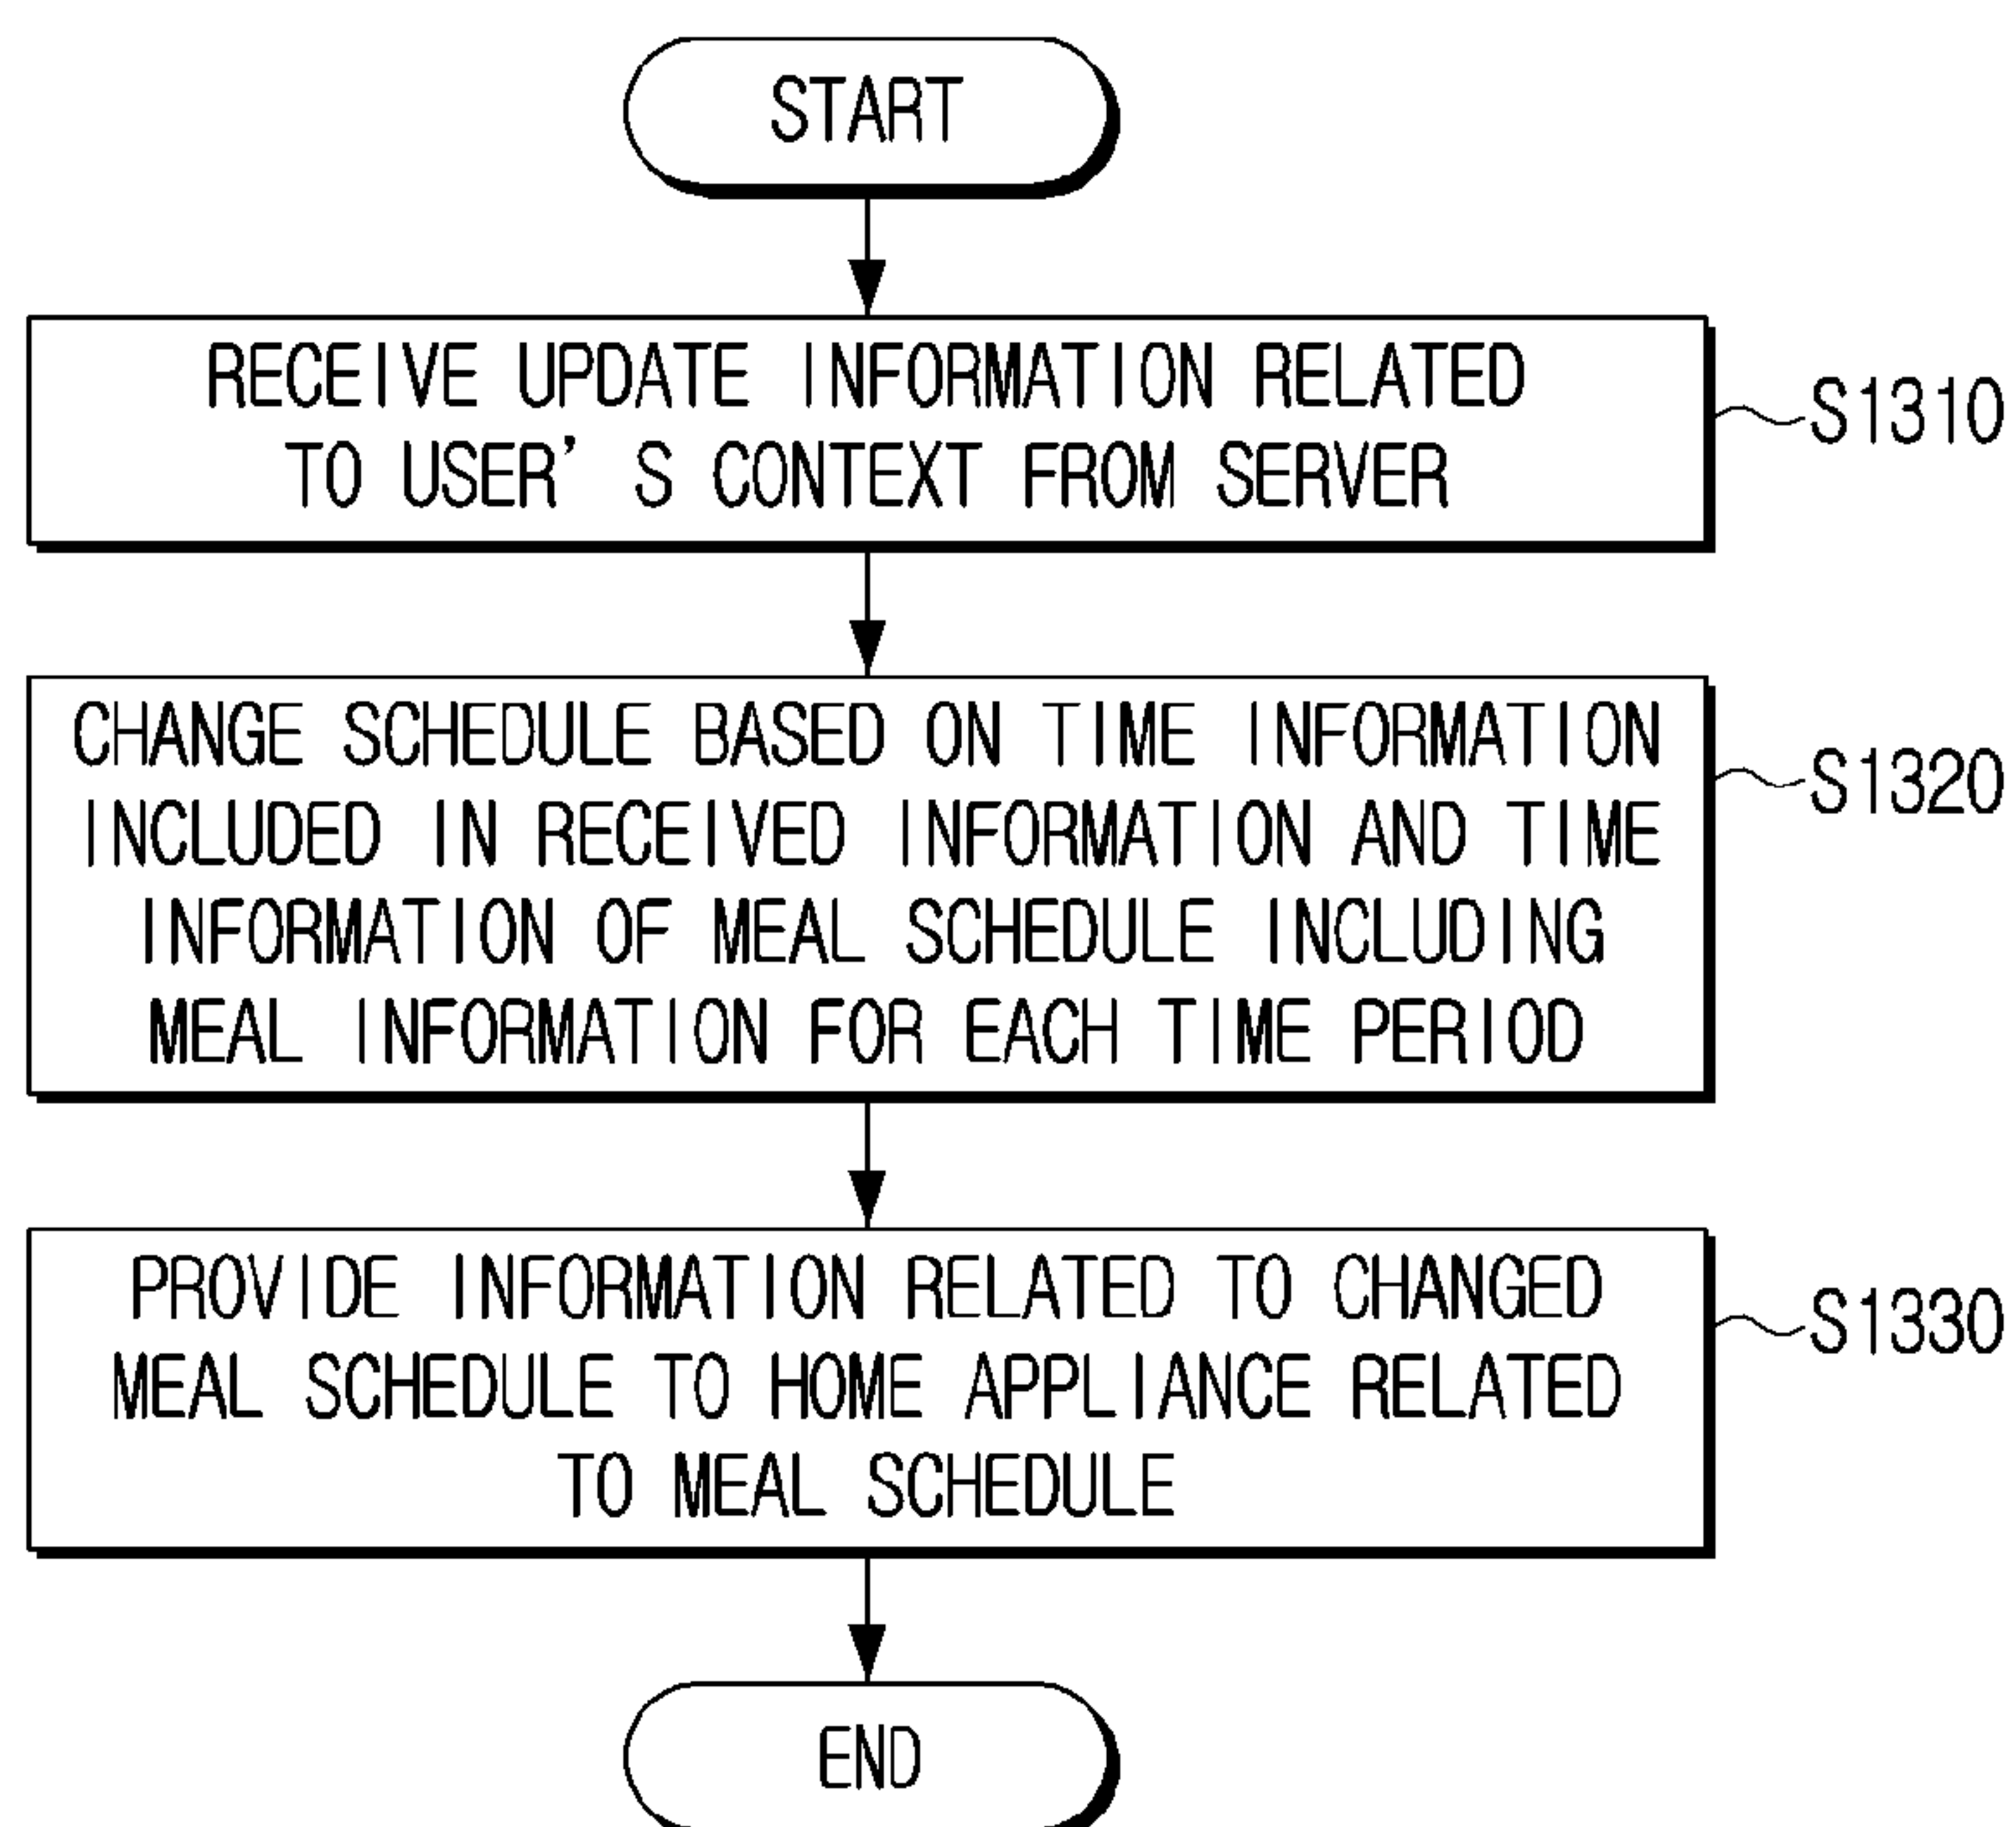 START
RECEIVE UPDATE INFORMATION RELATED
TO USER'S CONTEXT FROM SERVER
S1310
CHANGE SCHEDULE BASED ON TIME INFORMATION
INCLUDED IN RECEIVED INFORMATION AND TIME
INFORMATION OF MEAL SCHEDULE INCLUDING
MEAL INFORMATION FOR EACH TIME PERIOD
S1320
PROVIDE INFORMATION RELATED TO CHANGED
MEAL SCHEDULE TO HOME APPLIANCE RELATED
TO MEAL SCHEDULE
S1330
END